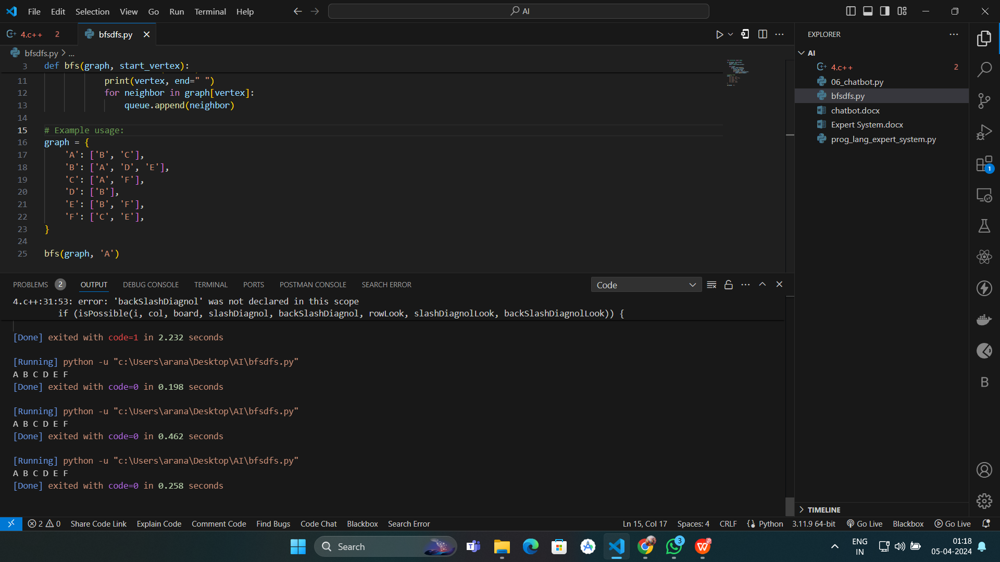 File Edit Selection View Go Run Terminal Help
AI
4.c++ 2
bfsdfs.py
bfsdfs.py > ...
3 def bfs(graph, start_vertex):
11 print(vertex, end=" ")
12 for neighbor in graph[vertex]:
13 queue.append(neighbor)
14
15 # Example usage:
16 graph = {
17 'A': ['B', 'C'],
18 'B': ['A', 'D', 'E'],
19 'C': ['A', 'F'],
20 'D': ['B'],
21 'E': ['B', 'F'],
22 'F': ['C', 'E'],
23 }
24
25 bfs(graph, 'A')
PROBLEMS 2 OUTPUT DEBUG CONSOLE TERMINAL PORTS POSTMAN CONSOLE SEARCH ERROR
Code
4.c++:31:53: error: 'backSlashDiagnol' was not declared in this scope
if (isPossible(i, col, board, slashDiagnol, backSlashDiagnol, rowLook, slashDiagnolLook, backSlashDiagnolLook)) {
[Done] exited with code=1 in 2.232 seconds
[Running] python -u "c:\Users\arana\Desktop\AI\bfsdfs.py"
A B C D E F
[Done] exited with code=0 in 0.198 seconds
[Running] python -u "c:\Users\arana\Desktop\AI\bfsdfs.py"
A B C D E F
[Done] exited with code=0 in 0.462 seconds
[Running] python -u "c:\Users\arana\Desktop\AI\bfsdfs.py"
A B C D E F
[Done] exited with code=0 in 0.258 seconds
EXPLORER
AI
4.c++ 2
06_chatbot.py
bfsdfs.py
chatbot.docx
Expert System.docx
prog_lang_expert_system.py
TIMELINE
1
B
2 0 Share Code Link Explain Code Comment Code Find Bugs Code Chat Blackbox Search Error
Ln 15, Col 17 Spaces: 4 CRLF Python 3.11.9 64-bit Go Live Blackbox Go Live
Search
3
ENG
IN
01:18
05-04-2024